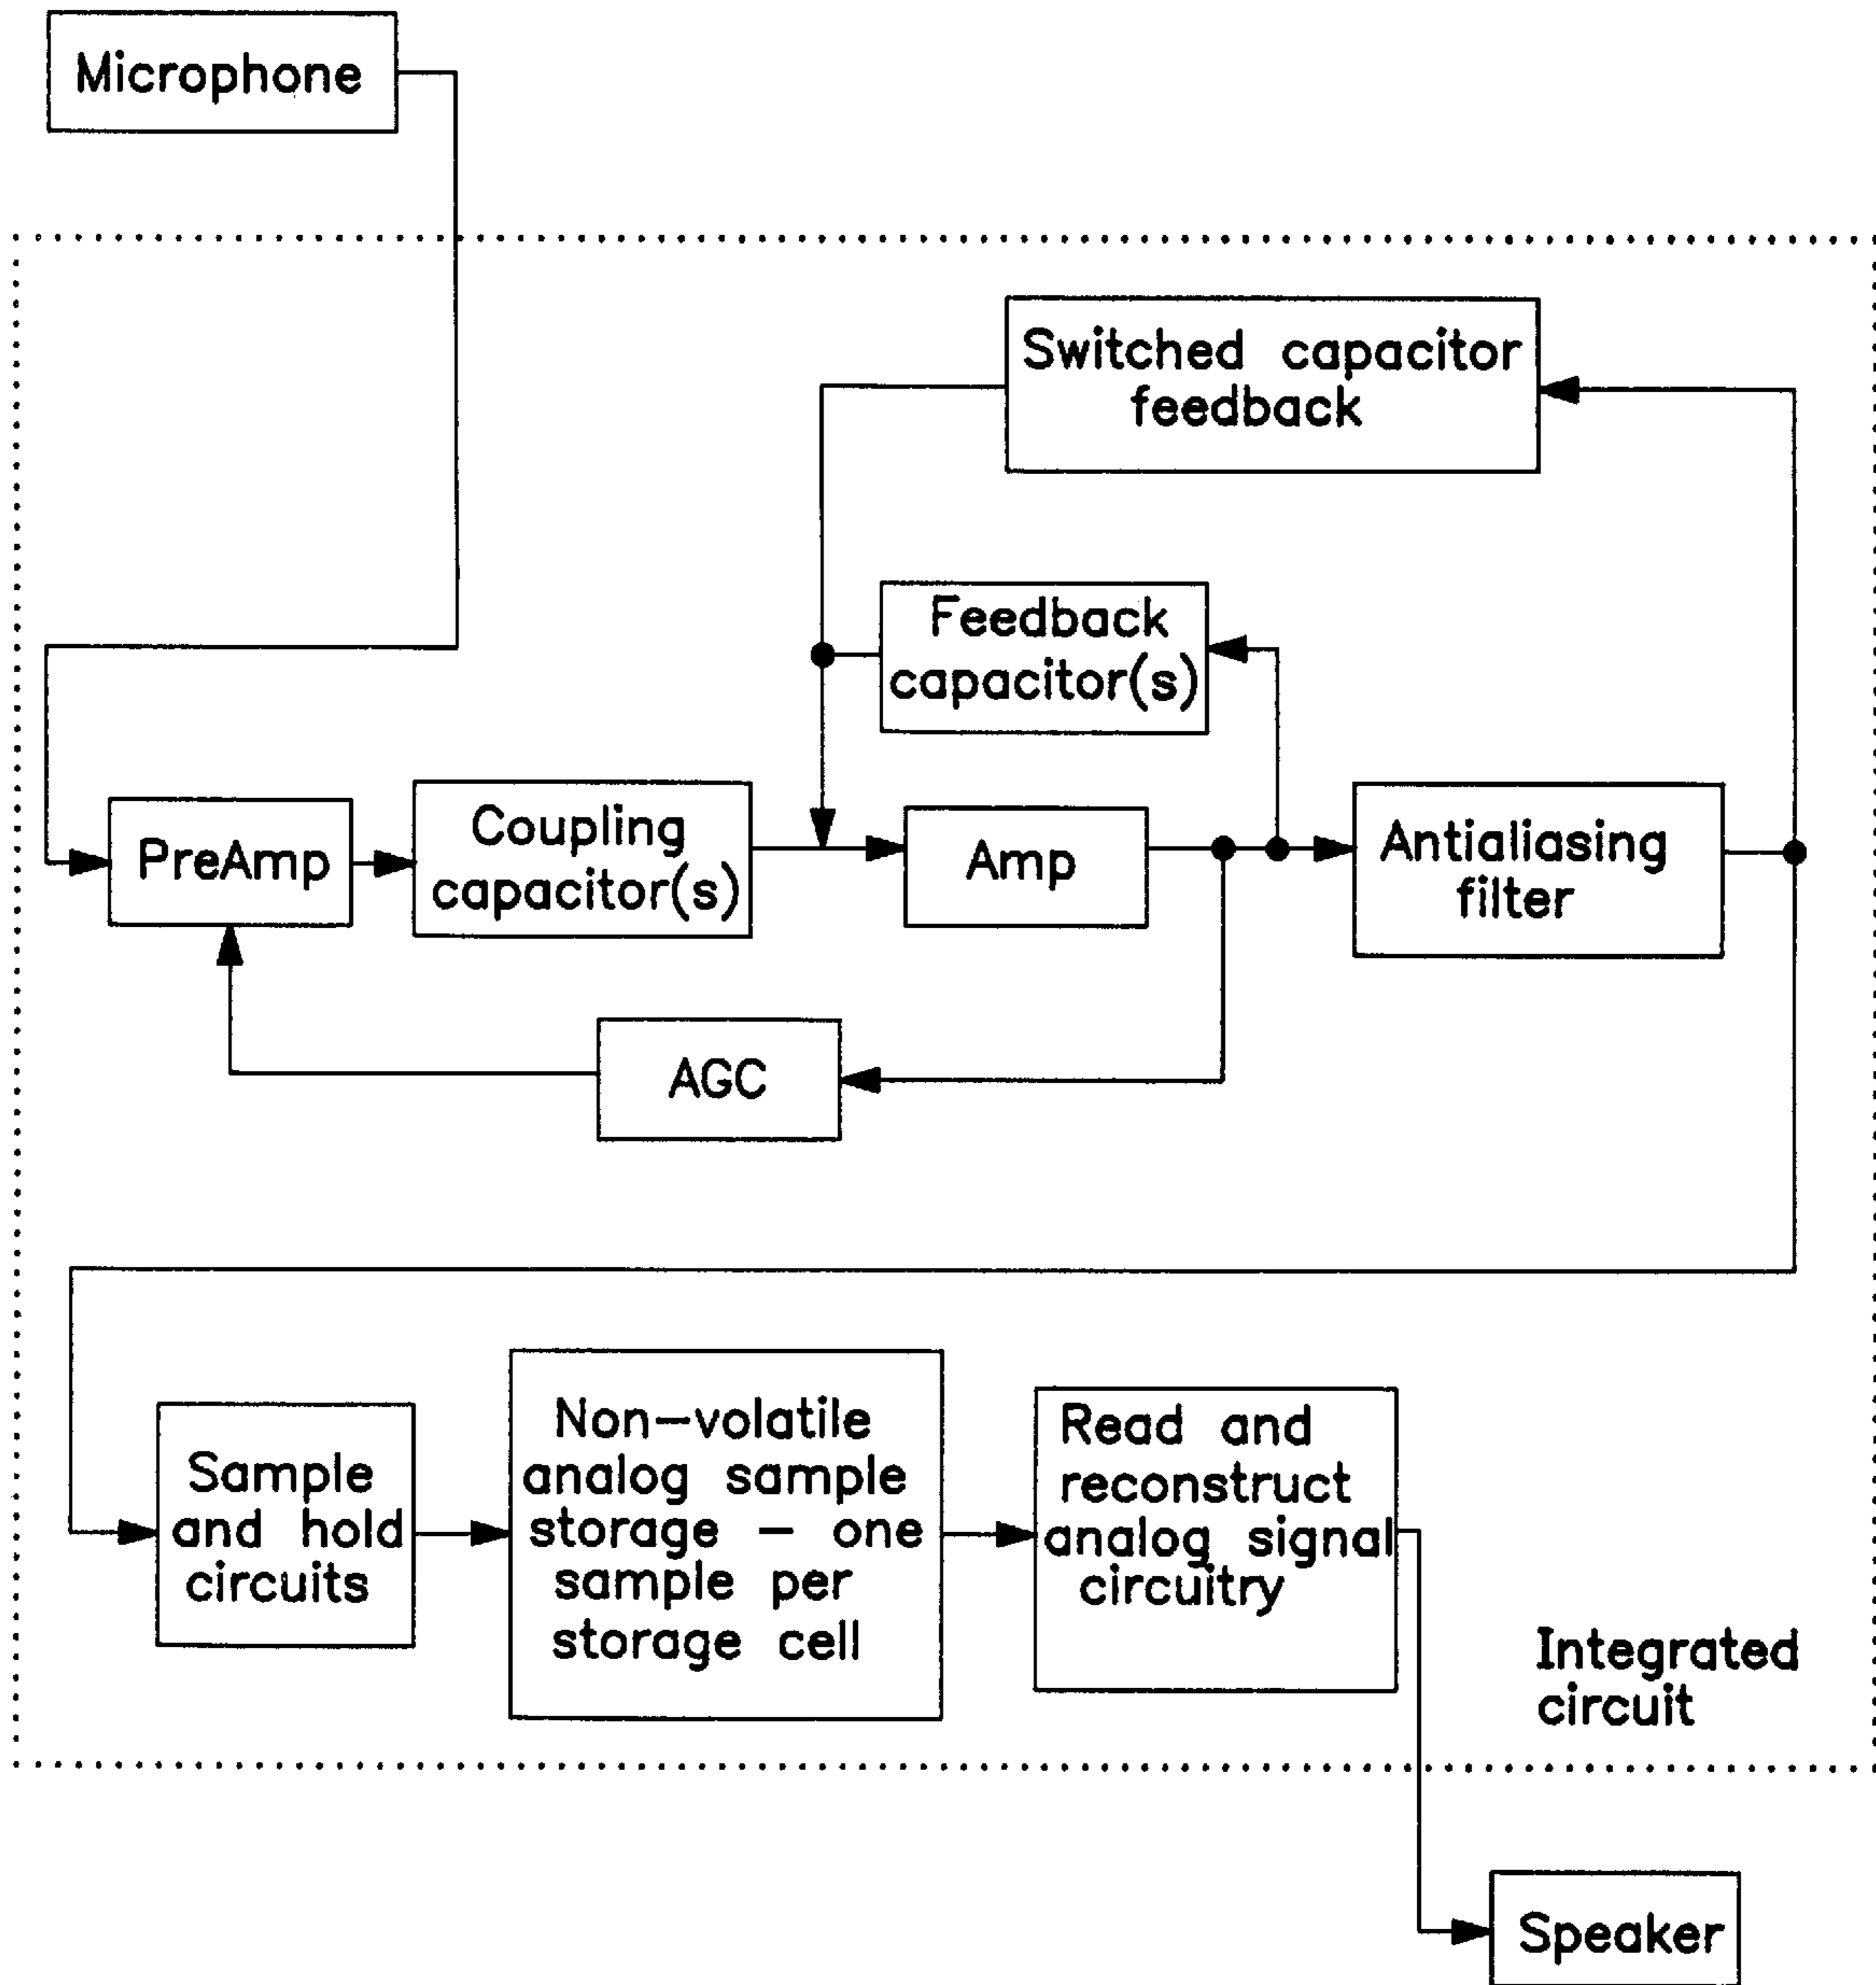 Microphone
Switched capacitor
feedback
Feedback
capacitor(s)
PreAmp
Coupling
capacitor(s)
Amp
Antialiasing
filter
AGC
Sample
and hold
circuits
Non-volatile
analog sample
storage - one
sample per
storage cell
Read and
reconstruct
analog signal
circuitry
Integrated
circuit
Speaker